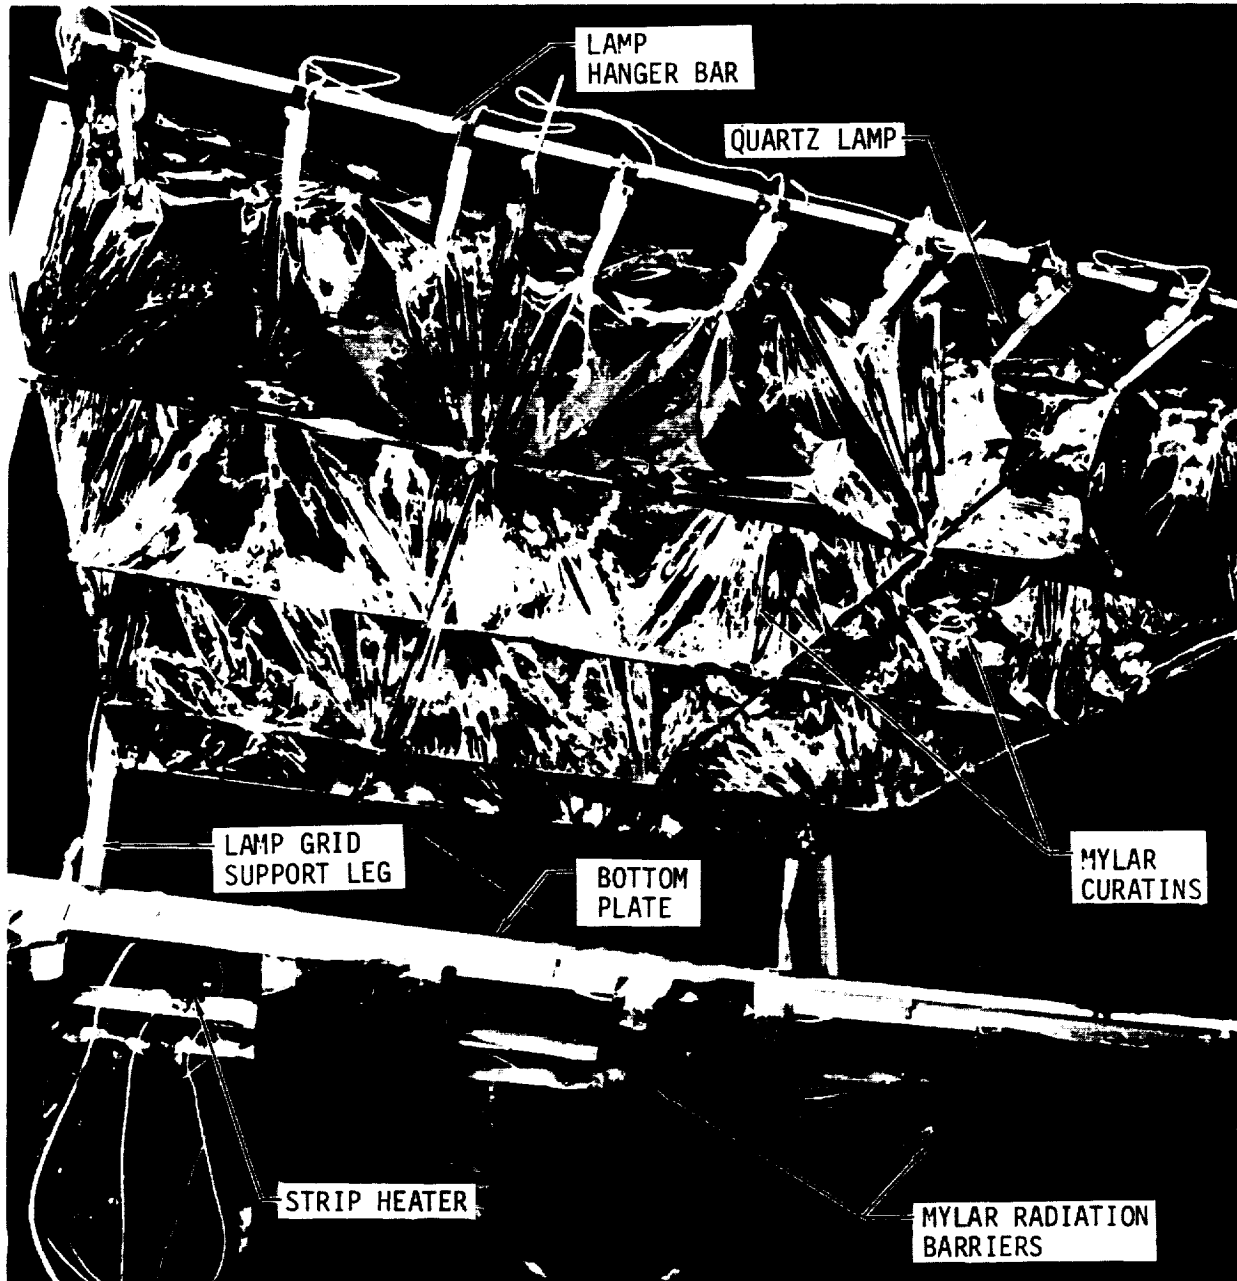 LAMP
HANGER BAR
QUARTZ LAMP
LAMP GRID
SUPPORT LEG
BOTTOM
PLATE
MYLAR
CURATINS
STRIP HEATER
MYLAR RADIATION
BARRIERS